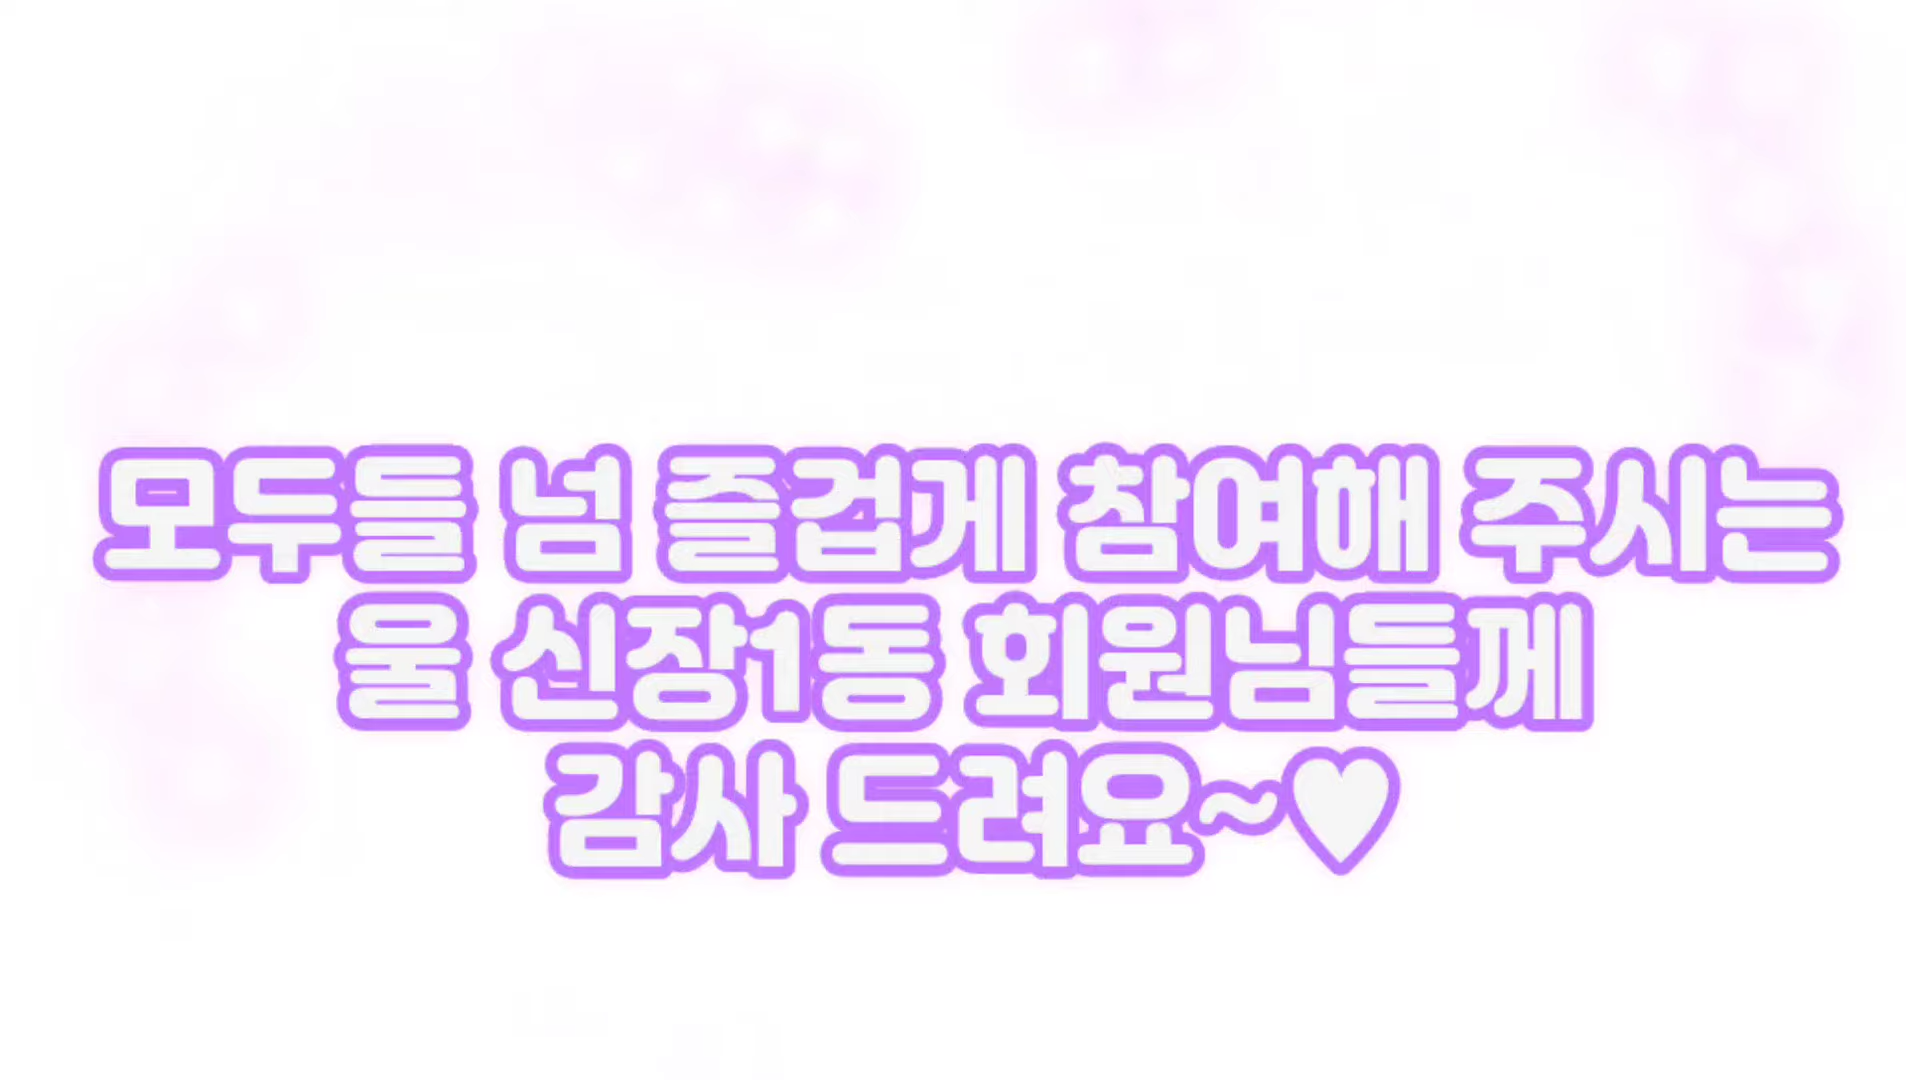 모두들 넘 즐겁게 참여해 주시는
울 신장1동 회원님들께
감사 드려요~♥